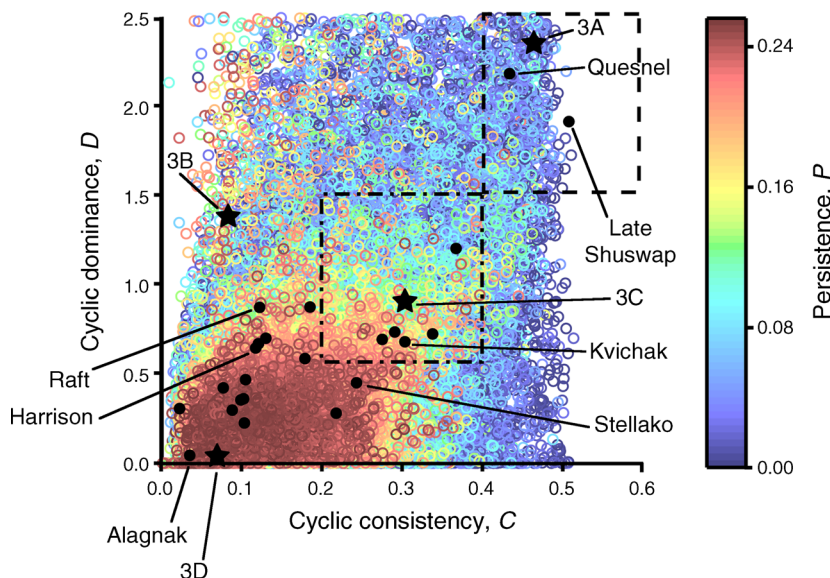 2.5
2.0
1.5
1.0
0.5
0.0
Cyclic dominance, D
0.0
0.1
0.2
0.3
0.4
0.5
0.6
Cyclic consistency, C
3A
Quesnel
3B
Late
Shuswap
3C
Kvichak
Raft
Harrison
Stellako
Alagnak
3D
0.24
0.16
0.08
0.00
Persistence, P